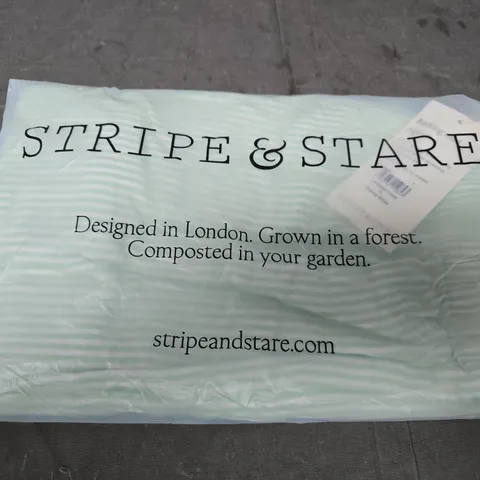 STRIPE & STARE
Designed in London. Grown in a forest.
Composted in your garden.
stripeandstare.com